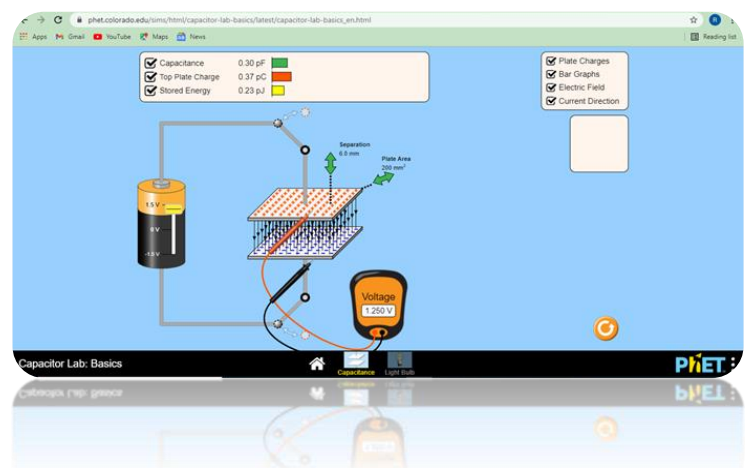 phet.colorado.edu/sims/html/capacitor-lab-basics/latest/capacitor-lab-basics_en.html
Apps Gmail YouTube Maps News Reading list
Capacitance 0.30 pF
Top Plate Charge 0.37 pC
Stored Energy 0.23 pJ
Plate Charges
Bar Graphs
Electric Field
Current Direction
Separation
6.0 mm
Plate Area
200 mm²
1.5 V
0 V
-1.5 V
Voltage
1.250 V
Capacitor Lab: Basics
Capacitance
Light Bulb
PhET